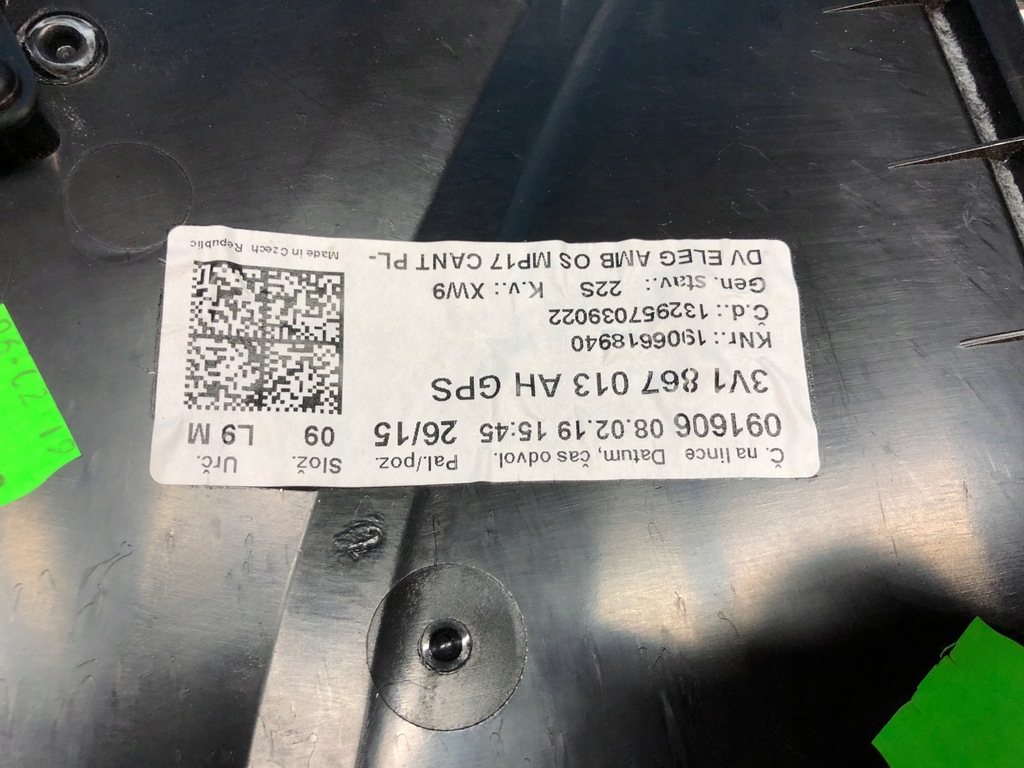 Č. na lince Datum, čas odvol. Pal./poz. Slož. Urč.
091606 08.02.19 15:45 26/15 09 L9 M
3V1 867 013 AH GPS
KNr.: 1906618940
Č.d.: 132957039022
Gen. stav.: 22S K.v.: XW9
DV ELEG AMB OS MP17 CANT PL-
Made in Czech Republic